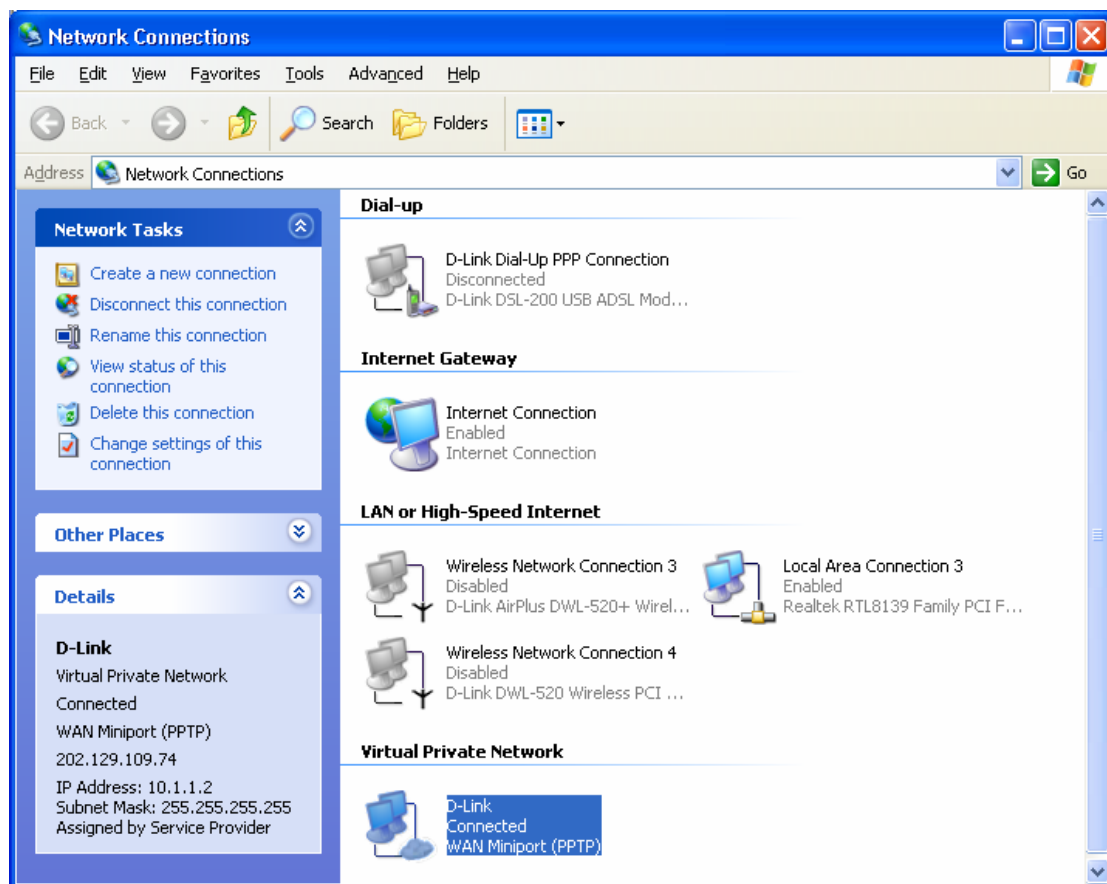 Network Connections
File Edit View Favorites Tools Advanced Help
Back Search Folders
Address Network Connections Go
Network Tasks
Create a new connection
Disconnect this connection
Rename this connection
View status of this
connection
Delete this connection
Change settings of this
connection
Other Places
Details
D-Link
Virtual Private Network
Connected
WAN Miniport (PPTP)
202.129.109.74
IP Address: 10.1.1.2
Subnet Mask: 255.255.255.255
Assigned by Service Provider
Dial-up
D-Link Dial-Up PPP Connection
Disconnected
D-Link DSL-200 USB ADSL Mod...
Internet Gateway
Internet Connection
Enabled
Internet Connection
LAN or High-Speed Internet
Wireless Network Connection 3
Disabled
D-Link AirPlus DWL-520+ Wirel...
Local Area Connection 3
Enabled
Realtek RTL8139 Family PCI F...
Wireless Network Connection 4
Disabled
D-Link DWL-520 Wireless PCI ...
Virtual Private Network
D-Link
Connected
WAN Miniport (PPTP)